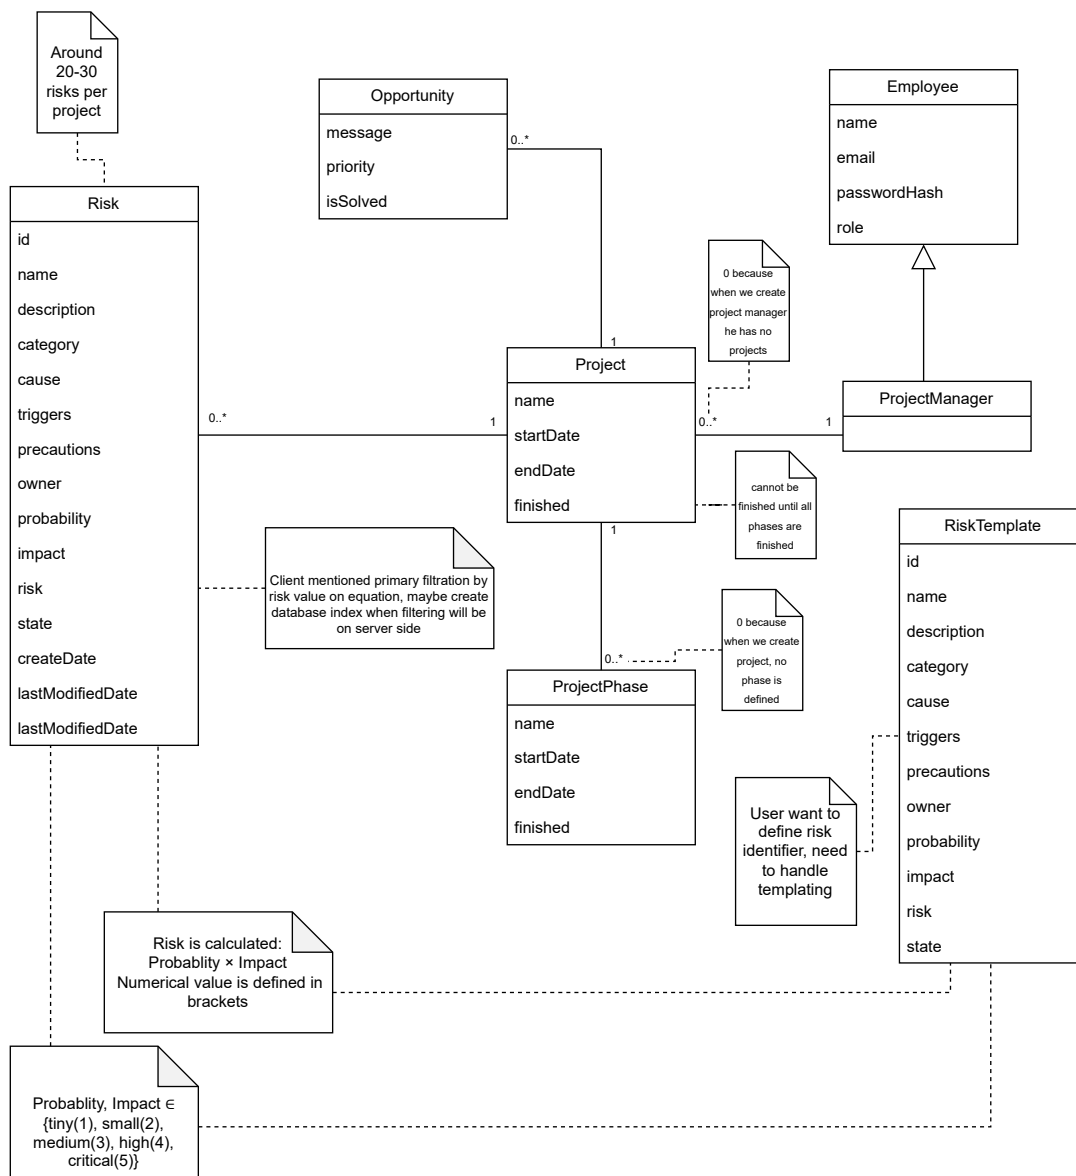 Around
20-30
risks per
project
Risk
id
name
description
category
cause
triggers
precautions
owner
probability
impact
risk
state
createDate
lastModifiedDate
lastModifiedDate
Opportunity
message
priority
isSolved
0..*
1
Employee
name
email
passwordHash
role
0 because
when we create
project manager
he has no
projects
ProjectManager
0..*
1
Project
name
startDate
endDate
finished
0..*
1
cannot be
finished until all
phases are
finished
1
0..*
Client mentioned primary filtration by
risk value on equation, maybe create
database index when filtering will be
on server side
0 because
when we create
project, no
phase is
defined
ProjectPhase
name
startDate
endDate
finished
RiskTemplate
id
name
description
category
cause
triggers
precautions
owner
probability
impact
risk
state
User want to
define risk
identifier, need
to handle
templating
Risk is calculated:
Probablity × Impact
Numerical value is defined in
brackets
Probablity, Impact ∈
{tiny(1), small(2),
medium(3), high(4),
critical(5)}